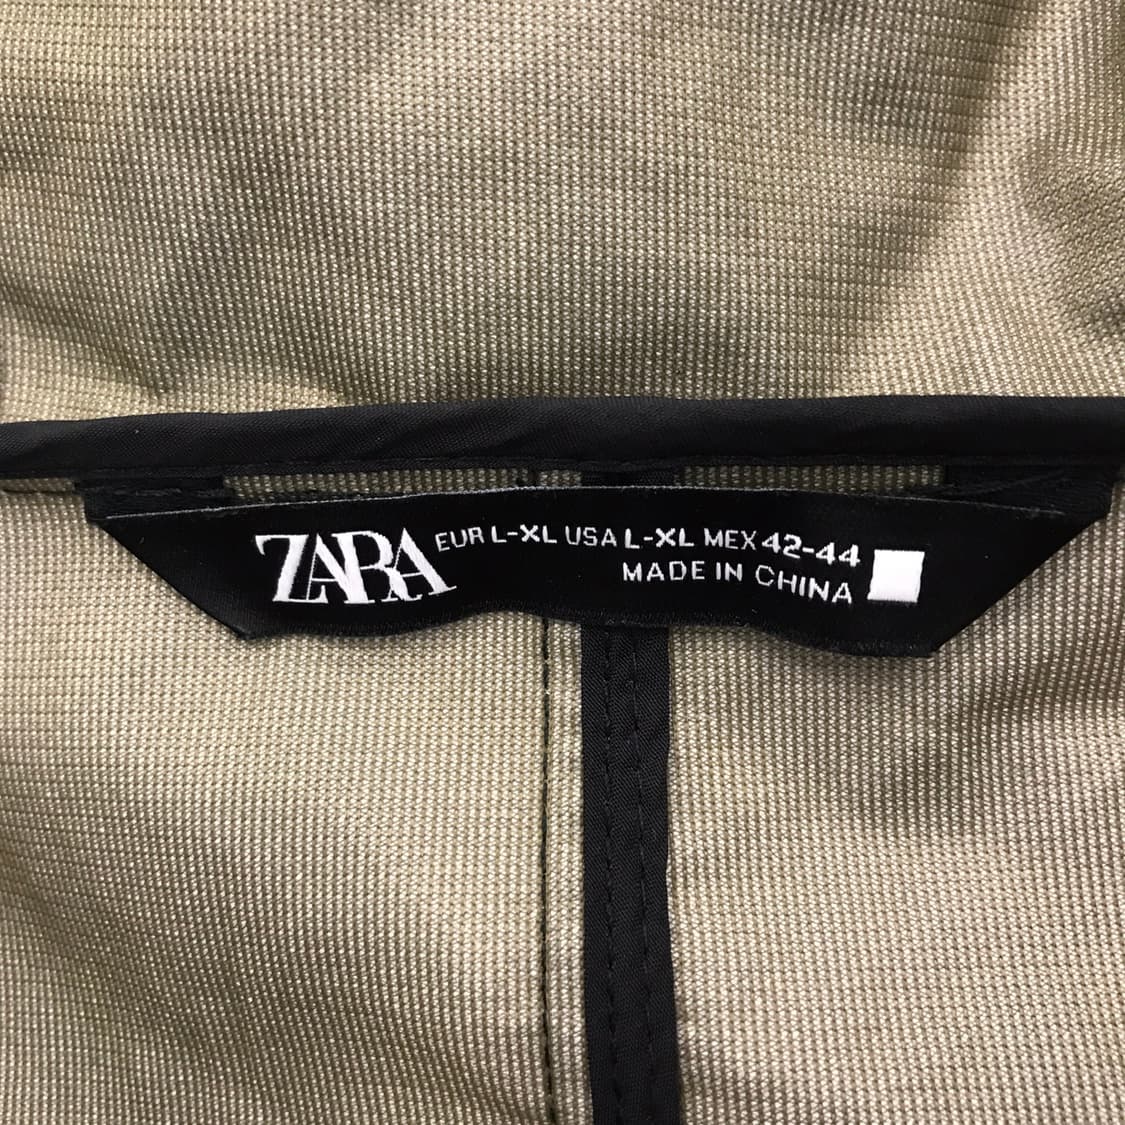 ZARA EUR L-XL USA L-XL MEX 42-44
MADE IN CHINA